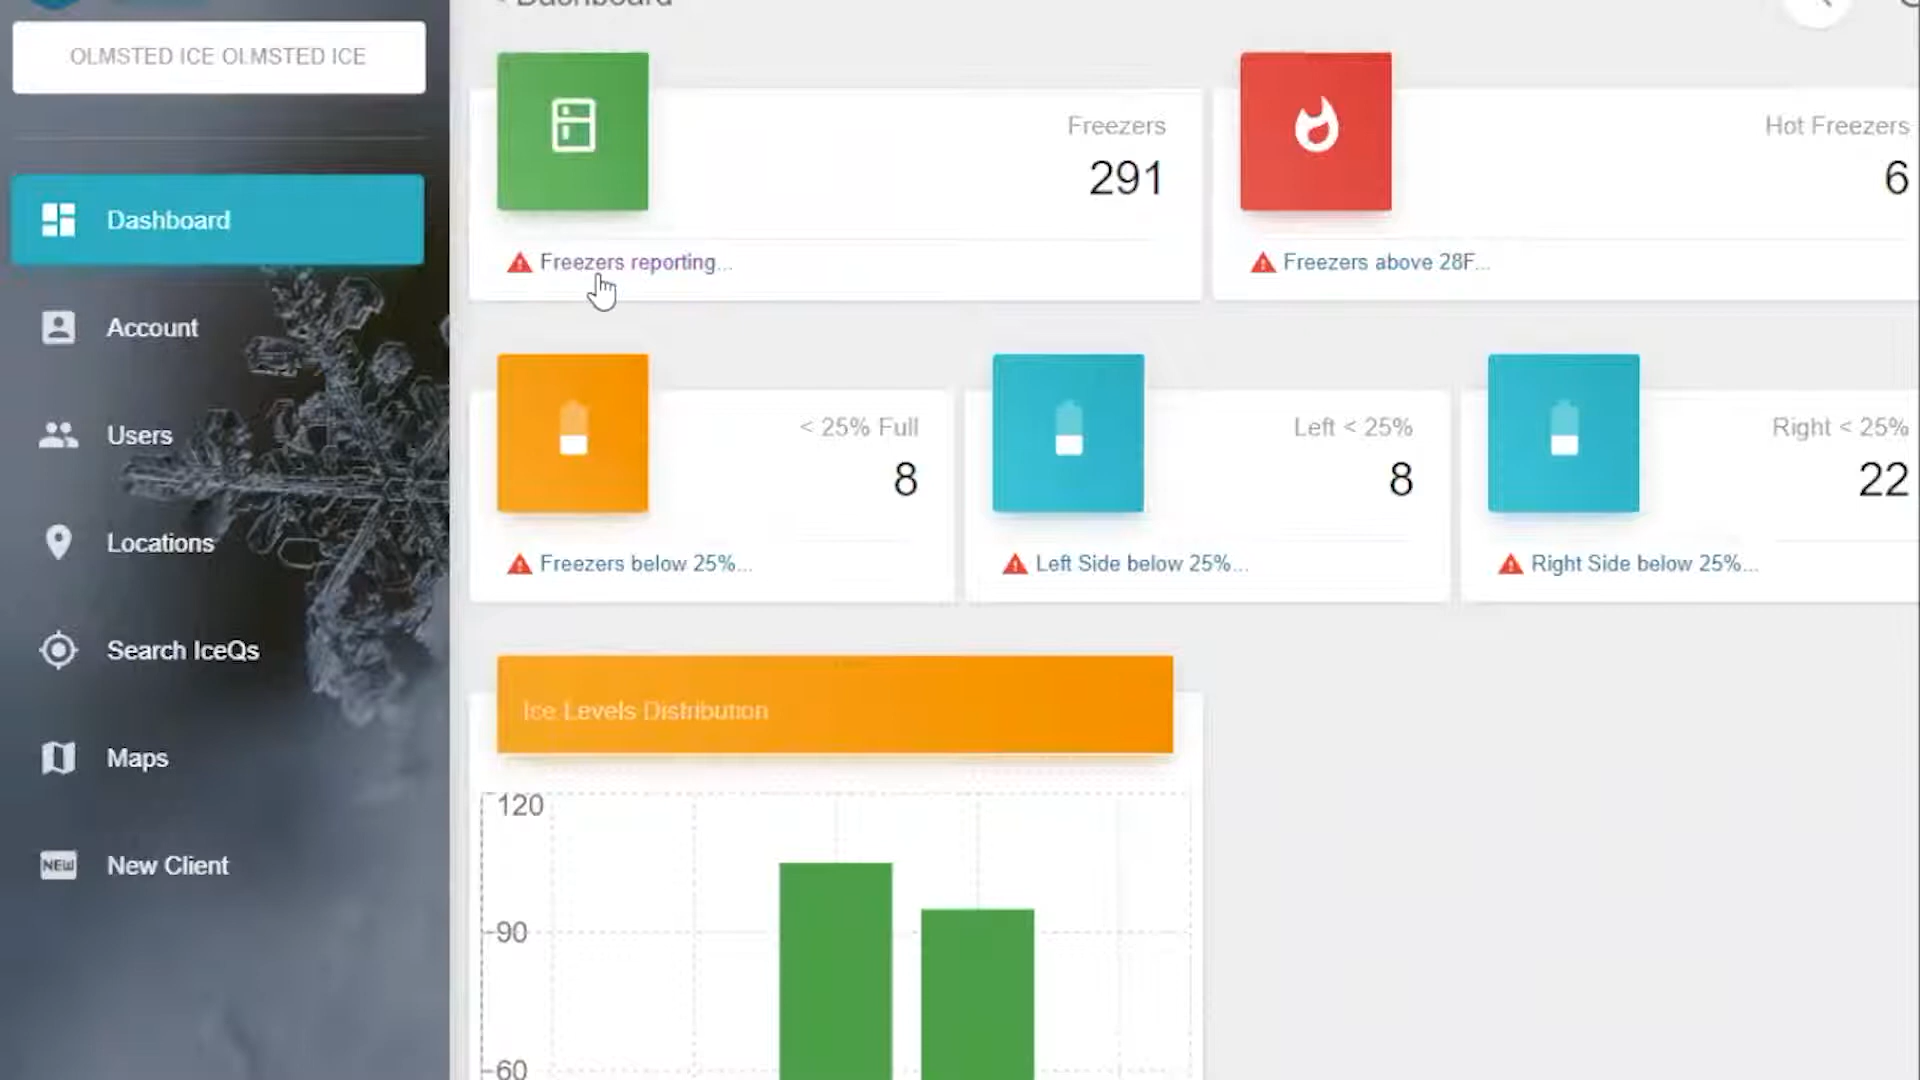 Dashboard
OLMSTED ICE OLMSTED ICE
Dashboard
Account
Users
Locations
Search IceQs
Maps
NEW New Client
Freezers
291
Freezers reporting...
Hot Freezers
6
Freezers above 28F...
< 25% Full
8
Freezers below 25%...
Left < 25%
8
Left Side below 25%...
Right < 25%
22
Right Side below 25%...
Ice Levels Distribution
120
90
60